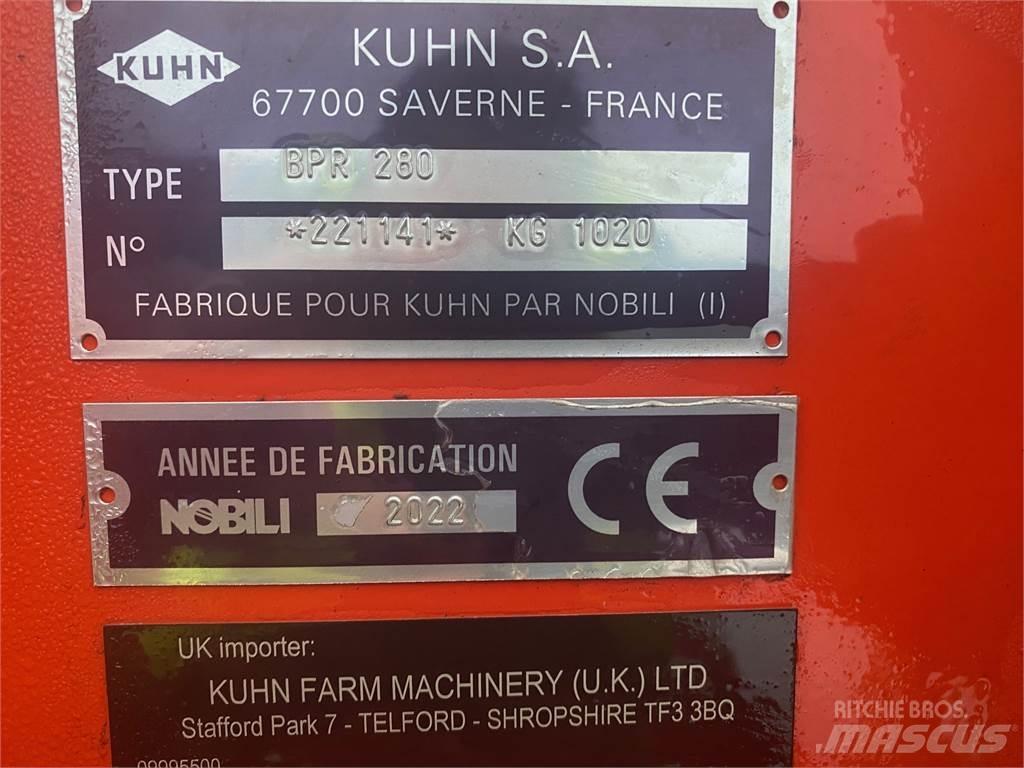 KUHN
KUHN S.A.
67700 SAVERNE - FRANCE
TYPE BPR 280
N° *221141* KG 1020
FABRIQUE POUR KUHN PAR NOBILI (I)
ANNEE DE FABRICATION
NOBILI 2022
CE
UK importer:
KUHN FARM MACHINERY (U.K.) LTD
Stafford Park 7 - TELFORD - SHROPSHIRE TF3 3BQ
09995500
RITCHIE BROS.
MASCUS